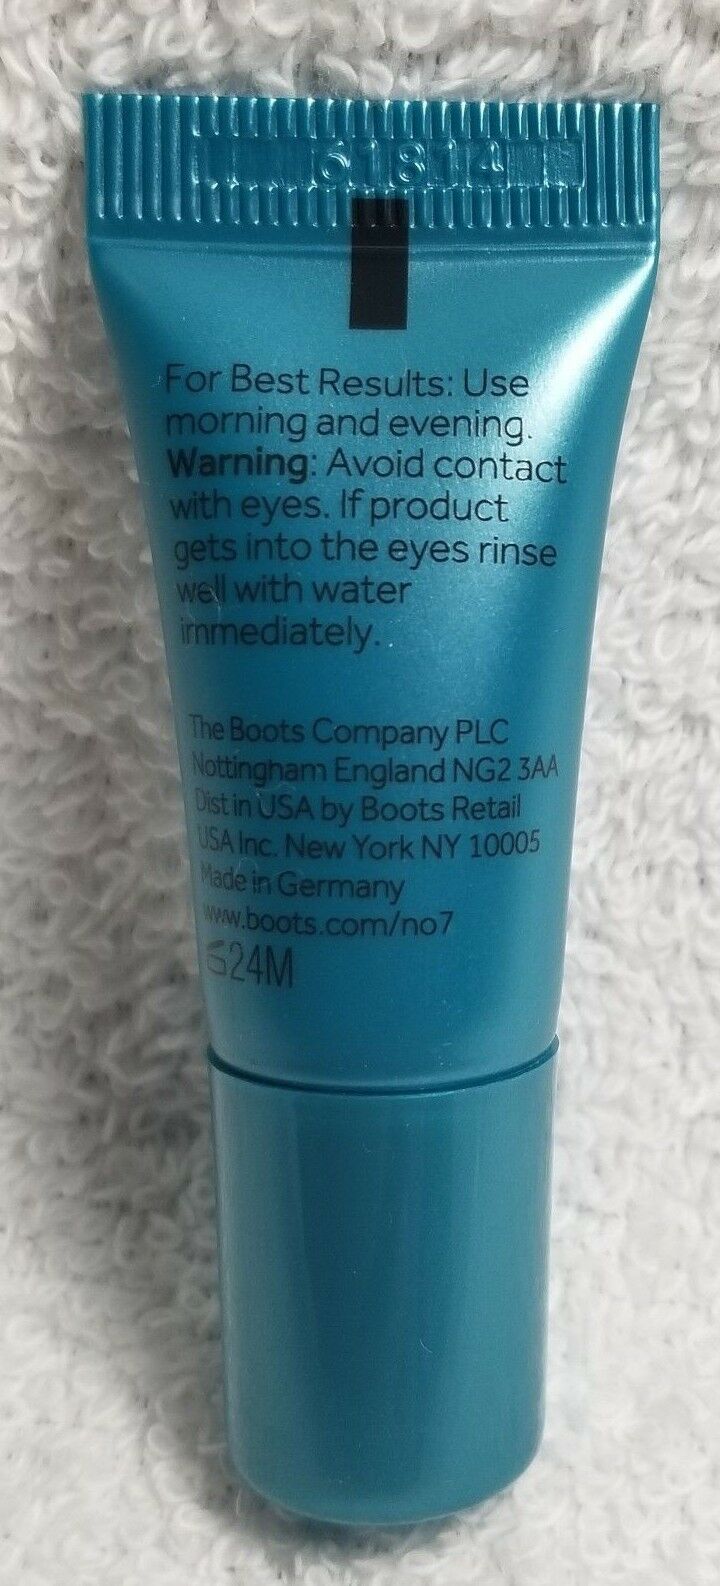 61814
For Best Results: Use
morning and evening.
Warning: Avoid contact
with eyes. If product
gets into the eyes rinse
well with water
immediately.
The Boots Company PLC
Nottingham England NG2 3AA
Dist in USA by Boots Retail
USA Inc. New York NY 10005
Made in Germany
www.boots.com/no7
24M